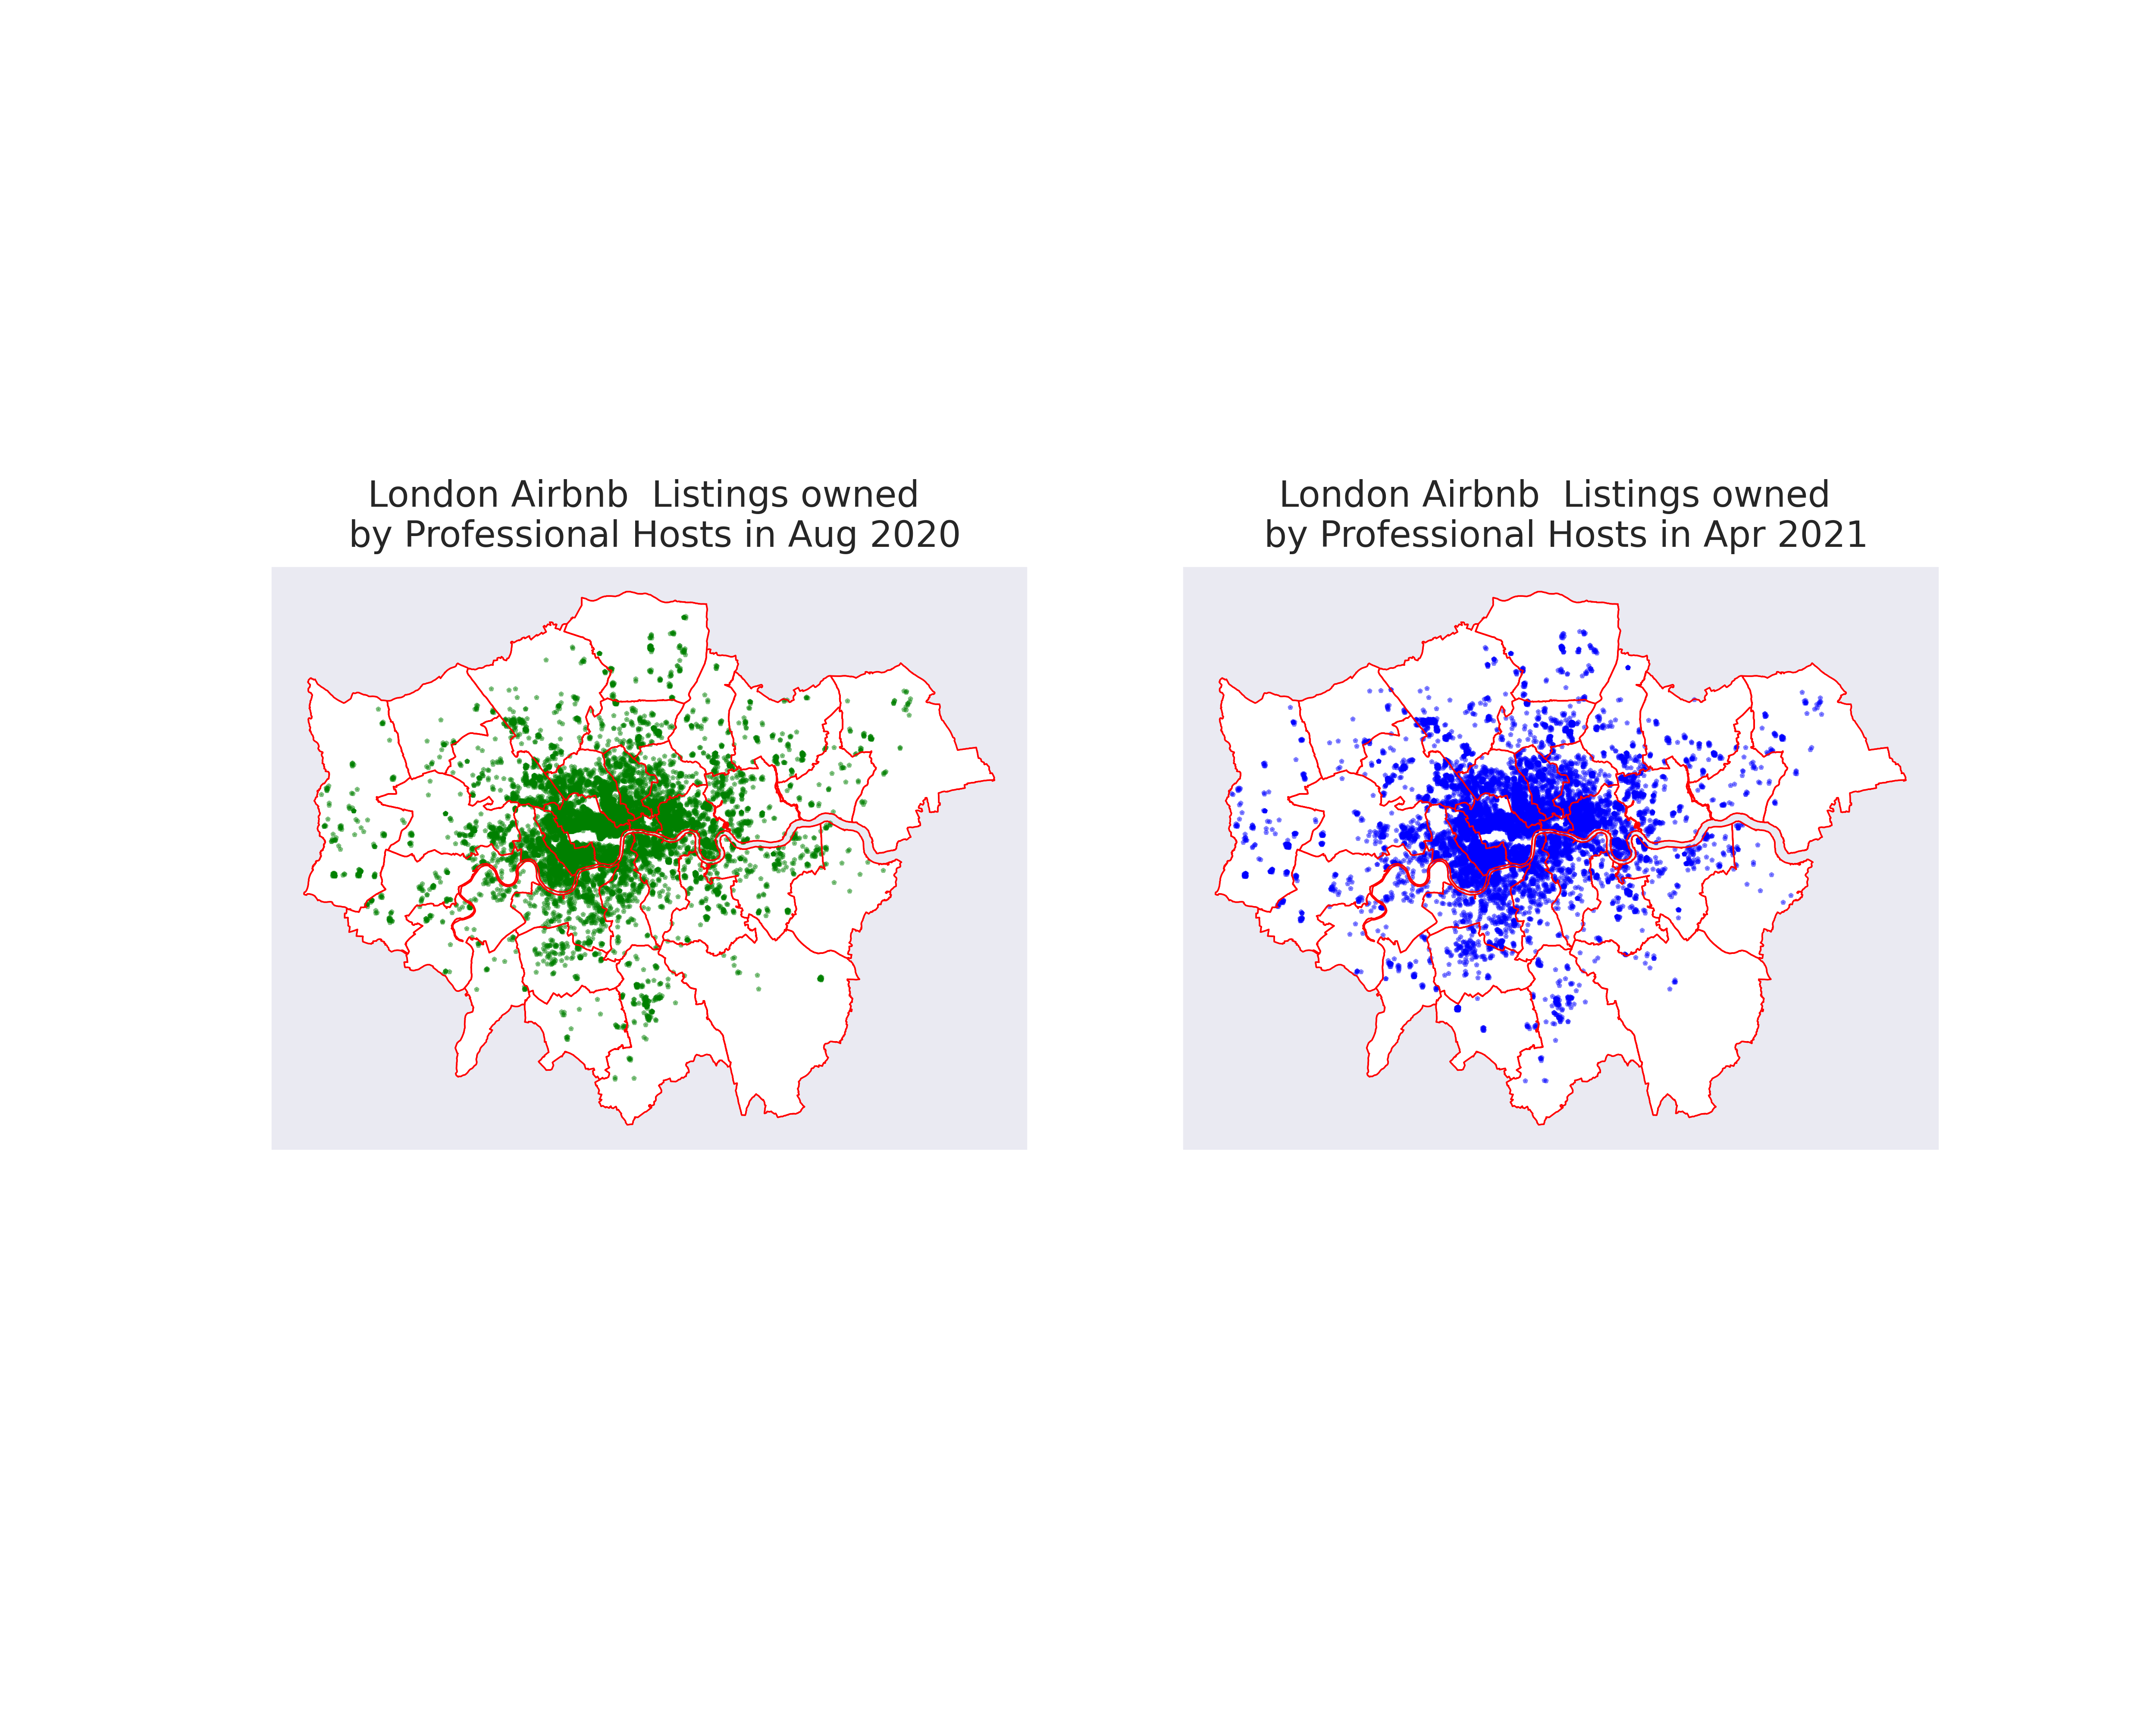 London Airbnb  Listings owned
by Professional Hosts in Aug 2020
London Airbnb  Listings owned
by Professional Hosts in Apr 2021